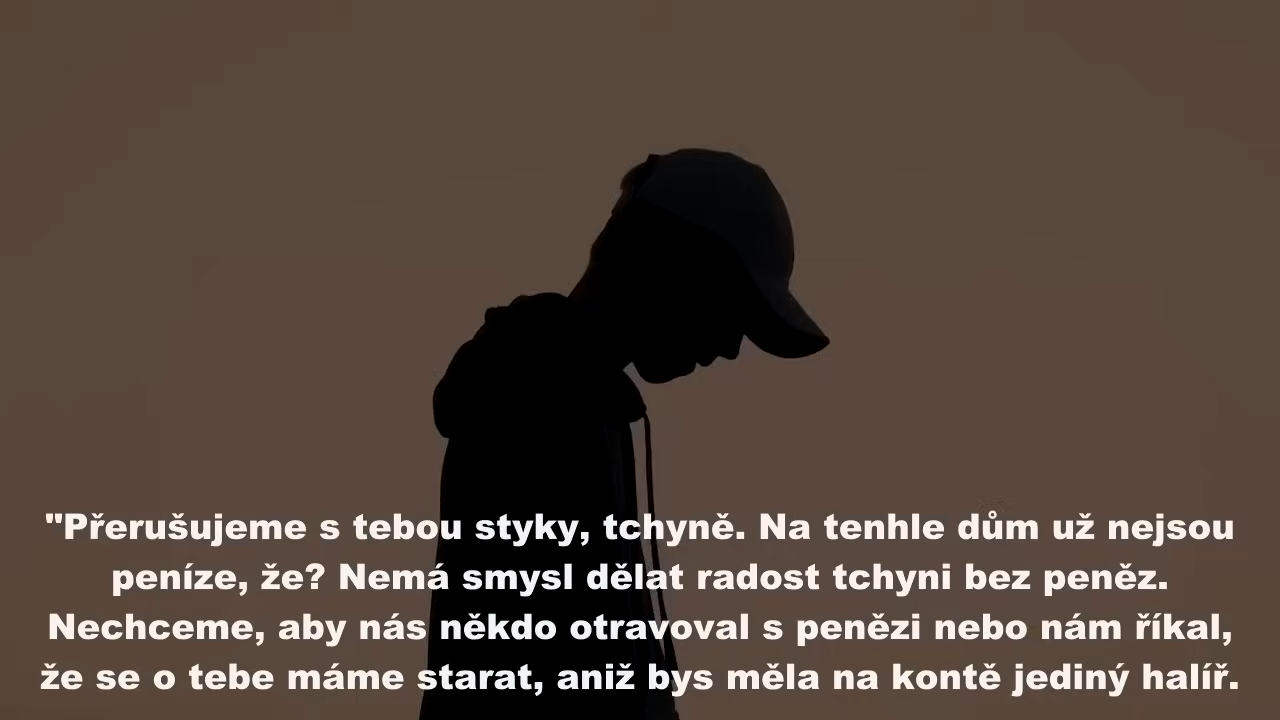 "Přerušujeme s tebou styky, tchyně. Na tenhle dům už nejsou
peníze, že? Nemá smysl dělat radost tchyni bez peněz.
Nechceme, aby nás někdo otravoval s penězi nebo nám říkal,
že se o tebe máme starat, aniž bys měla na kontě jediný halíř.